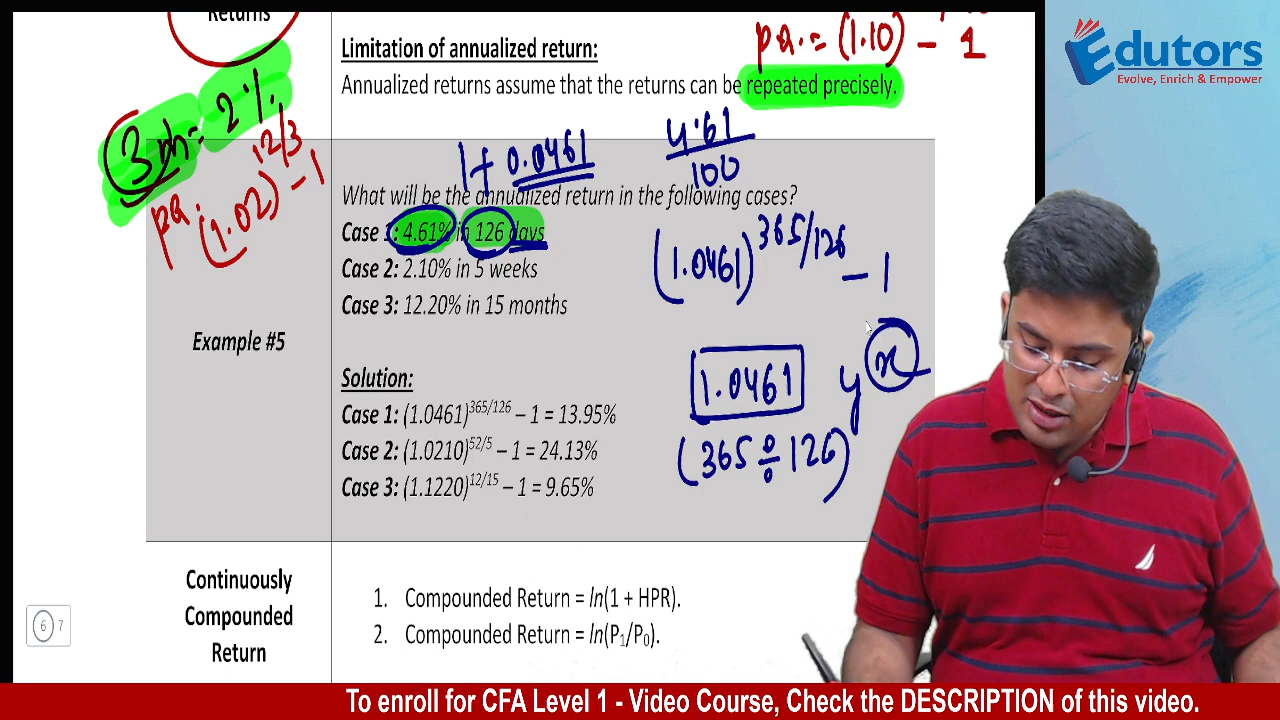 Returns
Limitation of annualized return:
Annualized returns assume that the returns can be repeated precisely.
pa. = (1.10) - 1
3 ph = 2%
pa. (1.02)^12/3 - 1
1 + 0.0461
4.61/100
What will be the annualized return in the following cases?
Case 1: 4.61% in 126 days
Case 2: 2.10% in 5 weeks
Case 3: 12.20% in 15 months
(1.0461)^365/126 - 1
Example #5
Solution:
Case 1: (1.0461)^365/126 – 1 = 13.95%
Case 2: (1.0210)^52/5 – 1 = 24.13%
Case 3: (1.1220)^12/15 – 1 = 9.65%
1.0461 y^x
(365 ÷ 126)
Continuously
Compounded
Return
1. Compounded Return = ln(1 + HPR).
2. Compounded Return = ln(P₁/P₀).
6 7
Edutors
Evolve, Enrich & Empower
To enroll for CFA Level 1 - Video Course, Check the DESCRIPTION of this video.